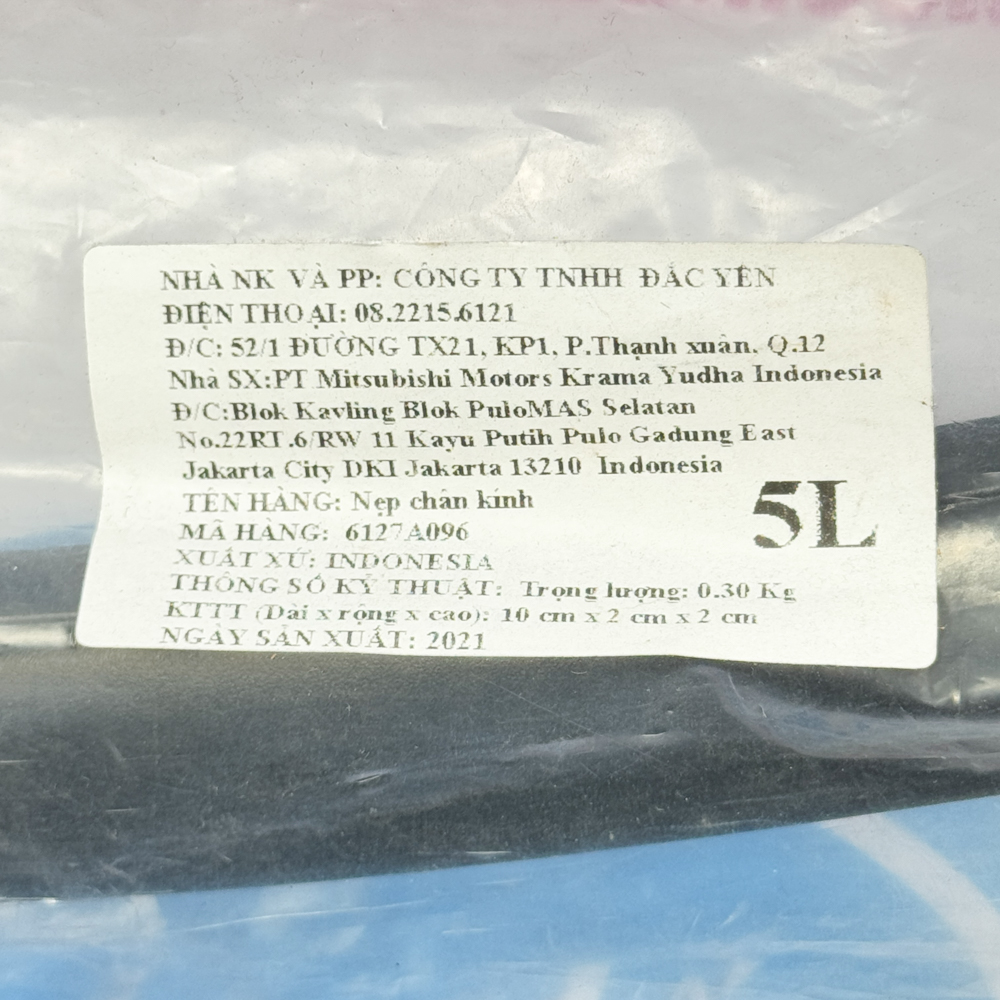 NHÀ NK VÀ PP: CÔNG TY TNHH ĐẮC YẾN
ĐIỆN THOẠI: 08.2215.6121
Đ/C: 52/1 ĐƯỜNG TX21, KP1, P.Thạnh xuân, Q.12
Nhà SX:PT Mitsubishi Motors Krama Yudha Indonesia
Đ/C:Blok Kavling Blok PuloMAS Selatan
No.22RT.6/RW 11 Kayu Putih Pulo Gadung East
Jakarta City DKI Jakarta 13210 Indonesia
TÊN HÀNG: Nẹp chân kính
MÃ HÀNG: 6127A096
5L
XUẤT XỨ: INDONESIA
THÔNG SỐ KỸ THUẬT: Trọng lượng: 0.30 Kg
KTTT (Dài x rộng x cao): 10 cm x 2 cm x 2 cm
NGÀY SẢN XUẤT: 2021